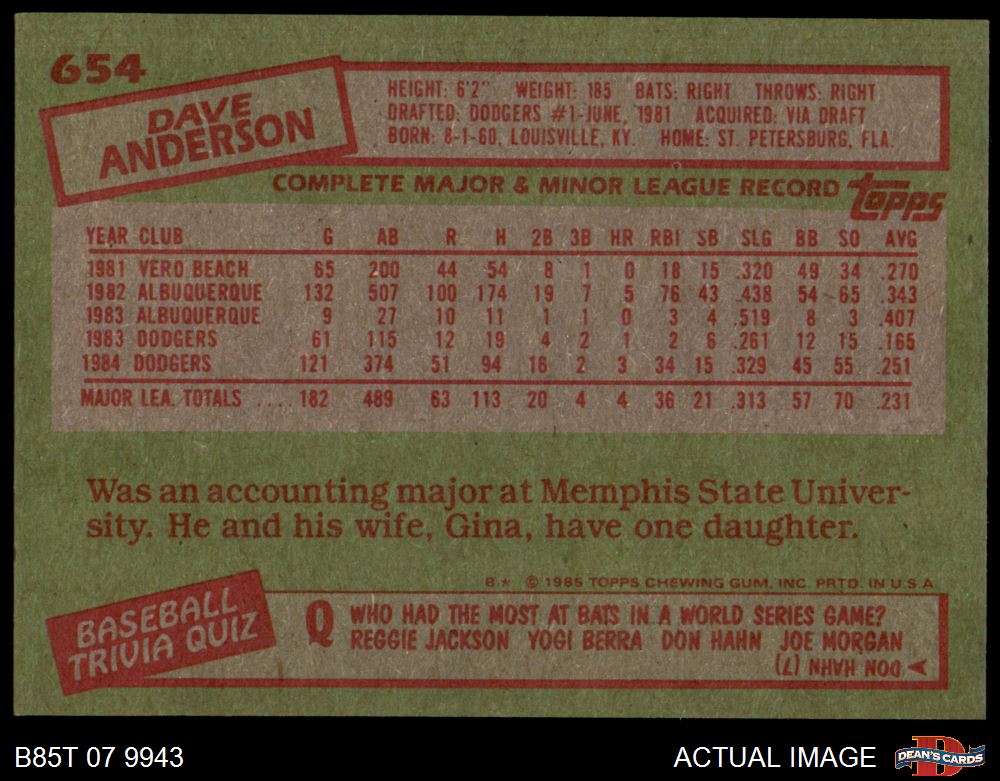 654
DAVE
ANDERSON
HEIGHT: 6'2" WEIGHT: 185 BATS: RIGHT THROWS: RIGHT
DRAFTED: DODGERS #1-JUNE, 1981 ACQUIRED: VIA DRAFT
BORN: 8-1-60, LOUISVILLE, KY. HOME: ST. PETERSBURG, FLA.
COMPLETE MAJOR & MINOR LEAGUE RECORD topps
YEAR CLUB G AB R H 2B 3B HR RBI SB SLG BB SO AVG
1981 VERO BEACH 65 200 44 54 8 1 0 18 15 .320 49 34 .270
1982 ALBUQUERQUE 132 507 100 174 19 7 5 76 43 .438 54 65 .343
1983 ALBUQUERQUE 9 27 10 11 1 1 0 3 4 .519 8 3 .407
1983 DODGERS 61 115 12 19 4 2 1 2 6 .261 12 15 .165
1984 DODGERS 121 374 51 94 16 2 3 34 15 .329 45 55 .251
MAJOR LEA. TOTALS .... 182 489 63 113 20 4 4 36 21 .313 57 70 .231
Was an accounting major at Memphis State Univer-
sity. He and his wife, Gina, have one daughter.
B* © 1985 TOPPS CHEWING GUM, INC. PRTD. IN U.S.A.
BASEBALL
TRIVIA QUIZ
Q WHO HAD THE MOST AT BATS IN A WORLD SERIES GAME?
REGGIE JACKSON YOGI BERRA DON HAHN JOE MORGAN
DON HAHN (7)
B85T 07 9943 ACTUAL IMAGE DEAN'S CARDS